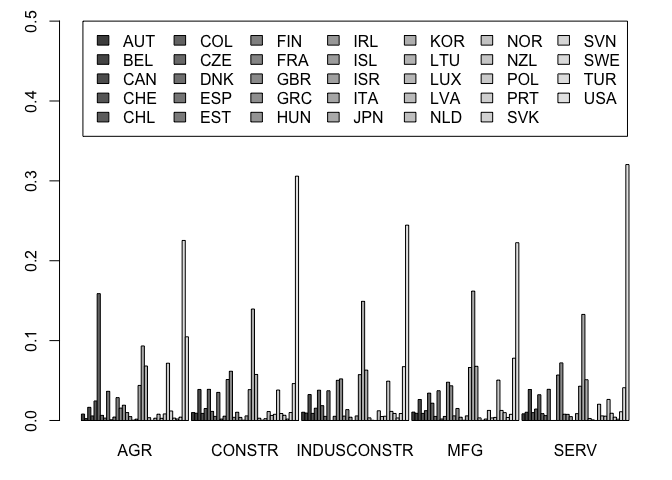 0.5
0.4
0.3
0.2
0.1
0.0
AUT COL FIN IRL KOR NOR SVN
BEL CZE FRA ISL LTU NZL SWE
CAN DNK GBR ISR LUX POL TUR
CHE ESP GRC ITA LVA PRT USA
CHL EST HUN JPN NLD SVK
AGR CONSTR INDUSCONSTR MFG SERV